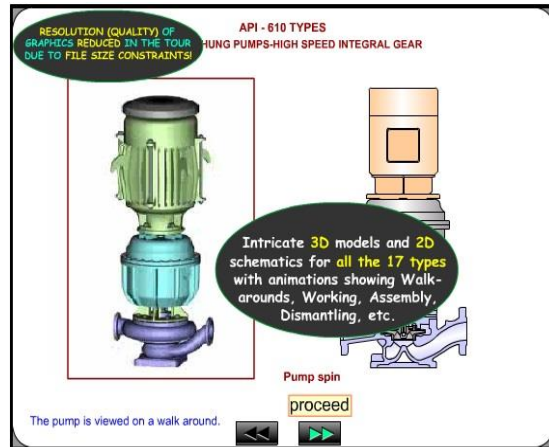 RESOLUTION (QUALITY) OF
GRAPHICS REDUCED IN THE TOUR
DUE TO FILE SIZE CONSTRAINTS!
API - 610 TYPES
HUNG PUMPS-HIGH SPEED INTEGRAL GEAR
Intricate 3D models and 2D
schematics for all the 17 types
with animations showing Walk-
arounds, Working, Assembly,
Dismantling, etc.
Pump spin
proceed
The pump is viewed on a walk around.